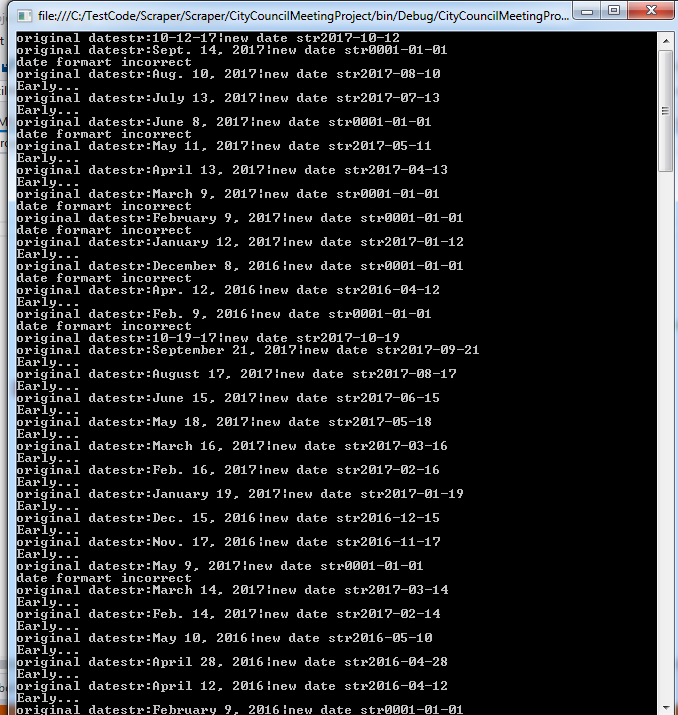 file:///C:/TestCode/Scraper/Scraper/CityCouncilMeetingProject/bin/Debug/CityCouncilMeetingPro...
original datestr:10-12-17|new date str2017-10-12
original datestr:Sept. 14, 2017|new date str0001-01-01
date formart incorrect
original datestr:Aug. 10, 2017|new date str2017-08-10
Early...
original datestr:July 13, 2017|new date str2017-07-13
Early...
original datestr:June 8, 2017|new date str0001-01-01
date formart incorrect
original datestr:May 11, 2017|new date str2017-05-11
Early...
original datestr:April 13, 2017|new date str2017-04-13
Early...
original datestr:March 9, 2017|new date str0001-01-01
date formart incorrect
original datestr:February 9, 2017|new date str0001-01-01
date formart incorrect
original datestr:January 12, 2017|new date str2017-01-12
Early...
original datestr:December 8, 2016|new date str0001-01-01
date formart incorrect
original datestr:Apr. 12, 2016|new date str2016-04-12
Early...
original datestr:Feb. 9, 2016|new date str0001-01-01
date formart incorrect
original datestr:10-19-17|new date str2017-10-19
original datestr:September 21, 2017|new date str2017-09-21
Early...
original datestr:August 17, 2017|new date str2017-08-17
Early...
original datestr:June 15, 2017|new date str2017-06-15
Early...
original datestr:May 18, 2017|new date str2017-05-18
Early...
original datestr:March 16, 2017|new date str2017-03-16
Early...
original datestr:Feb. 16, 2017|new date str2017-02-16
Early...
original datestr:January 19, 2017|new date str2017-01-19
Early...
original datestr:Dec. 15, 2016|new date str2016-12-15
Early...
original datestr:Nov. 17, 2016|new date str2016-11-17
Early...
original datestr:May 9, 2017|new date str0001-01-01
date formart incorrect
original datestr:March 14, 2017|new date str2017-03-14
Early...
original datestr:Feb. 14, 2017|new date str2017-02-14
Early...
original datestr:May 10, 2016|new date str2016-05-10
Early...
original datestr:April 28, 2016|new date str2016-04-28
Early...
original datestr:April 12, 2016|new date str2016-04-12
Early...
original datestr:February 9, 2016|new date str0001-01-01